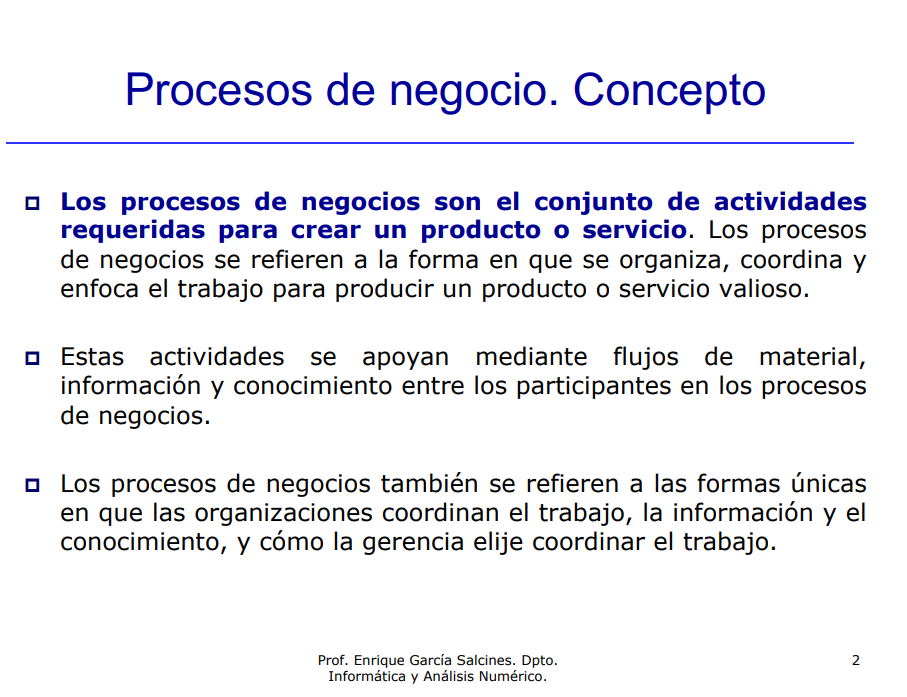 Procesos de negocio. Concepto
Los procesos de negocios son el conjunto de actividades
requeridas para crear un producto o servicio. Los procesos
de negocios se refieren a la forma en que se organiza, coordina y
enfoca el trabajo para producir un producto o servicio valioso.
Estas actividades se apoyan mediante flujos de material,
información y conocimiento entre los participantes en los procesos
de negocios.
Los procesos de negocios también se refieren a las formas únicas
en que las organizaciones coordinan el trabajo, la información y el
conocimiento, y cómo la gerencia elije coordinar el trabajo.
Prof. Enrique García Salcines. Dpto.
Informática y Análisis Numérico.
2